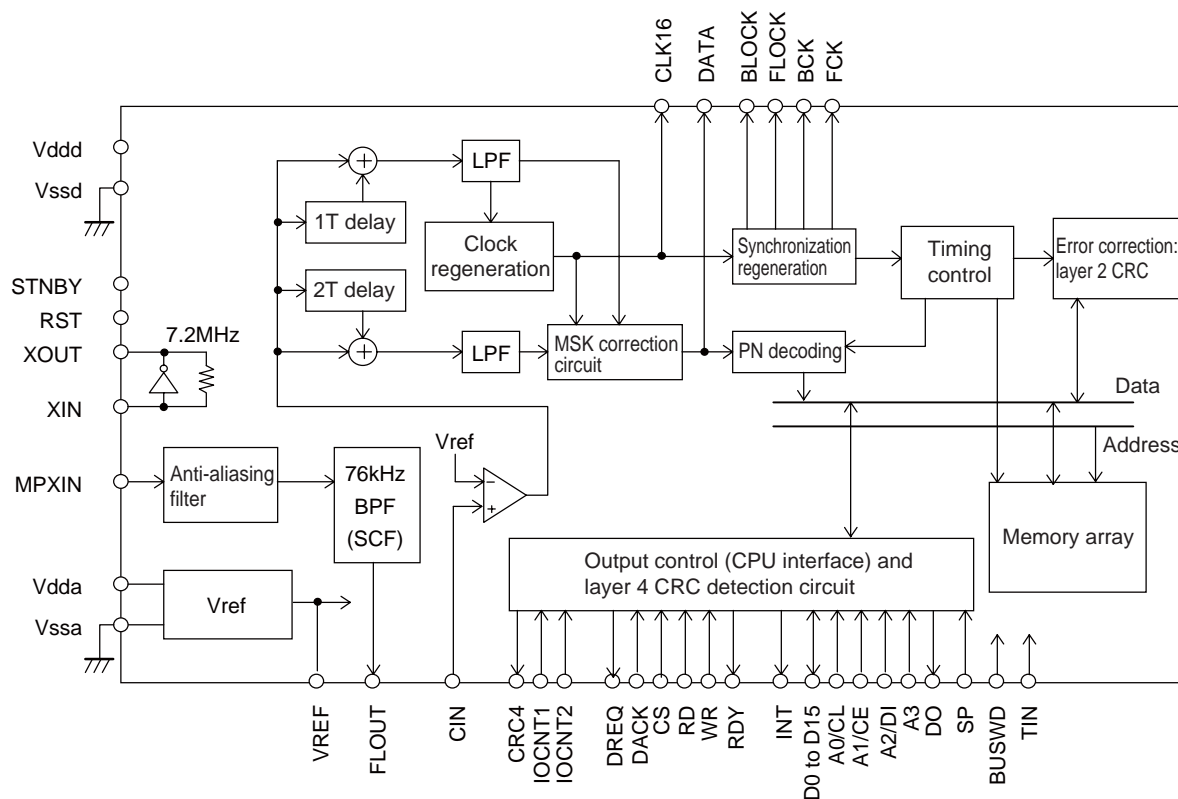 CLK16
DATA
BLOCK
FLOCK
BCK
FCK
Vddd
Vssd
STNBY
RST
XOUT
XIN
MPXIN
Vdda
Vssa
7.2MHz
LPF
1T delay
Clock
regeneration
2T delay
LPF
MSK correction
circuit
Synchronization
regeneration
Timing
control
Error correction:
layer 2 CRC
PN decoding
Data
Address
Memory array
Anti-aliasing
filter
76kHz
BPF
(SCF)
Vref
Vref
Output control (CPU interface) and
layer 4 CRC detection circuit
VREF
FLOUT
CIN
CRC4
IOCNT1
IOCNT2
DREQ
DACK
CS
RD
WR
RDY
INT
D0 to D15
A0/CL
A1/CE
A2/DI
A3
DO
SP
BUSWD
TIN